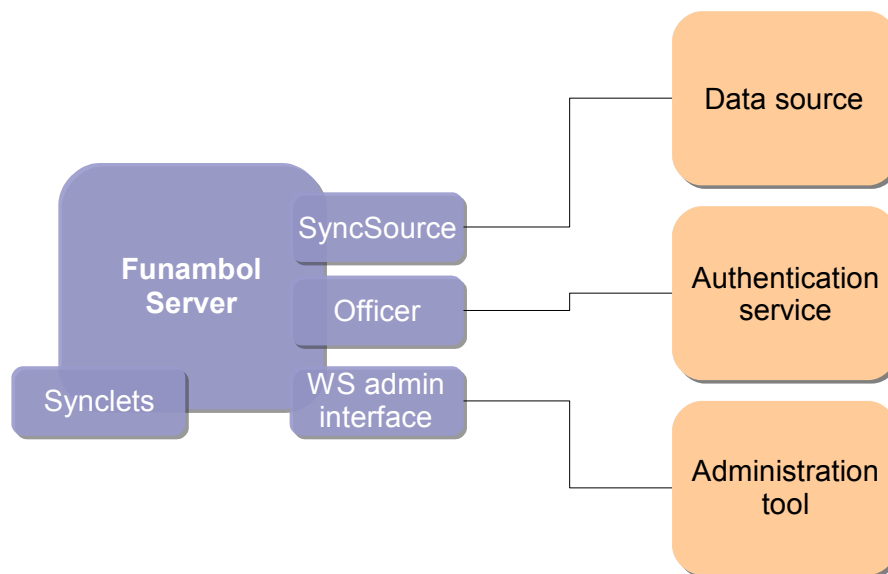 Data source
SyncSource
Funambol
Server
Authentication
service
Officer
Synclets
WS admin
interface
Administration
tool